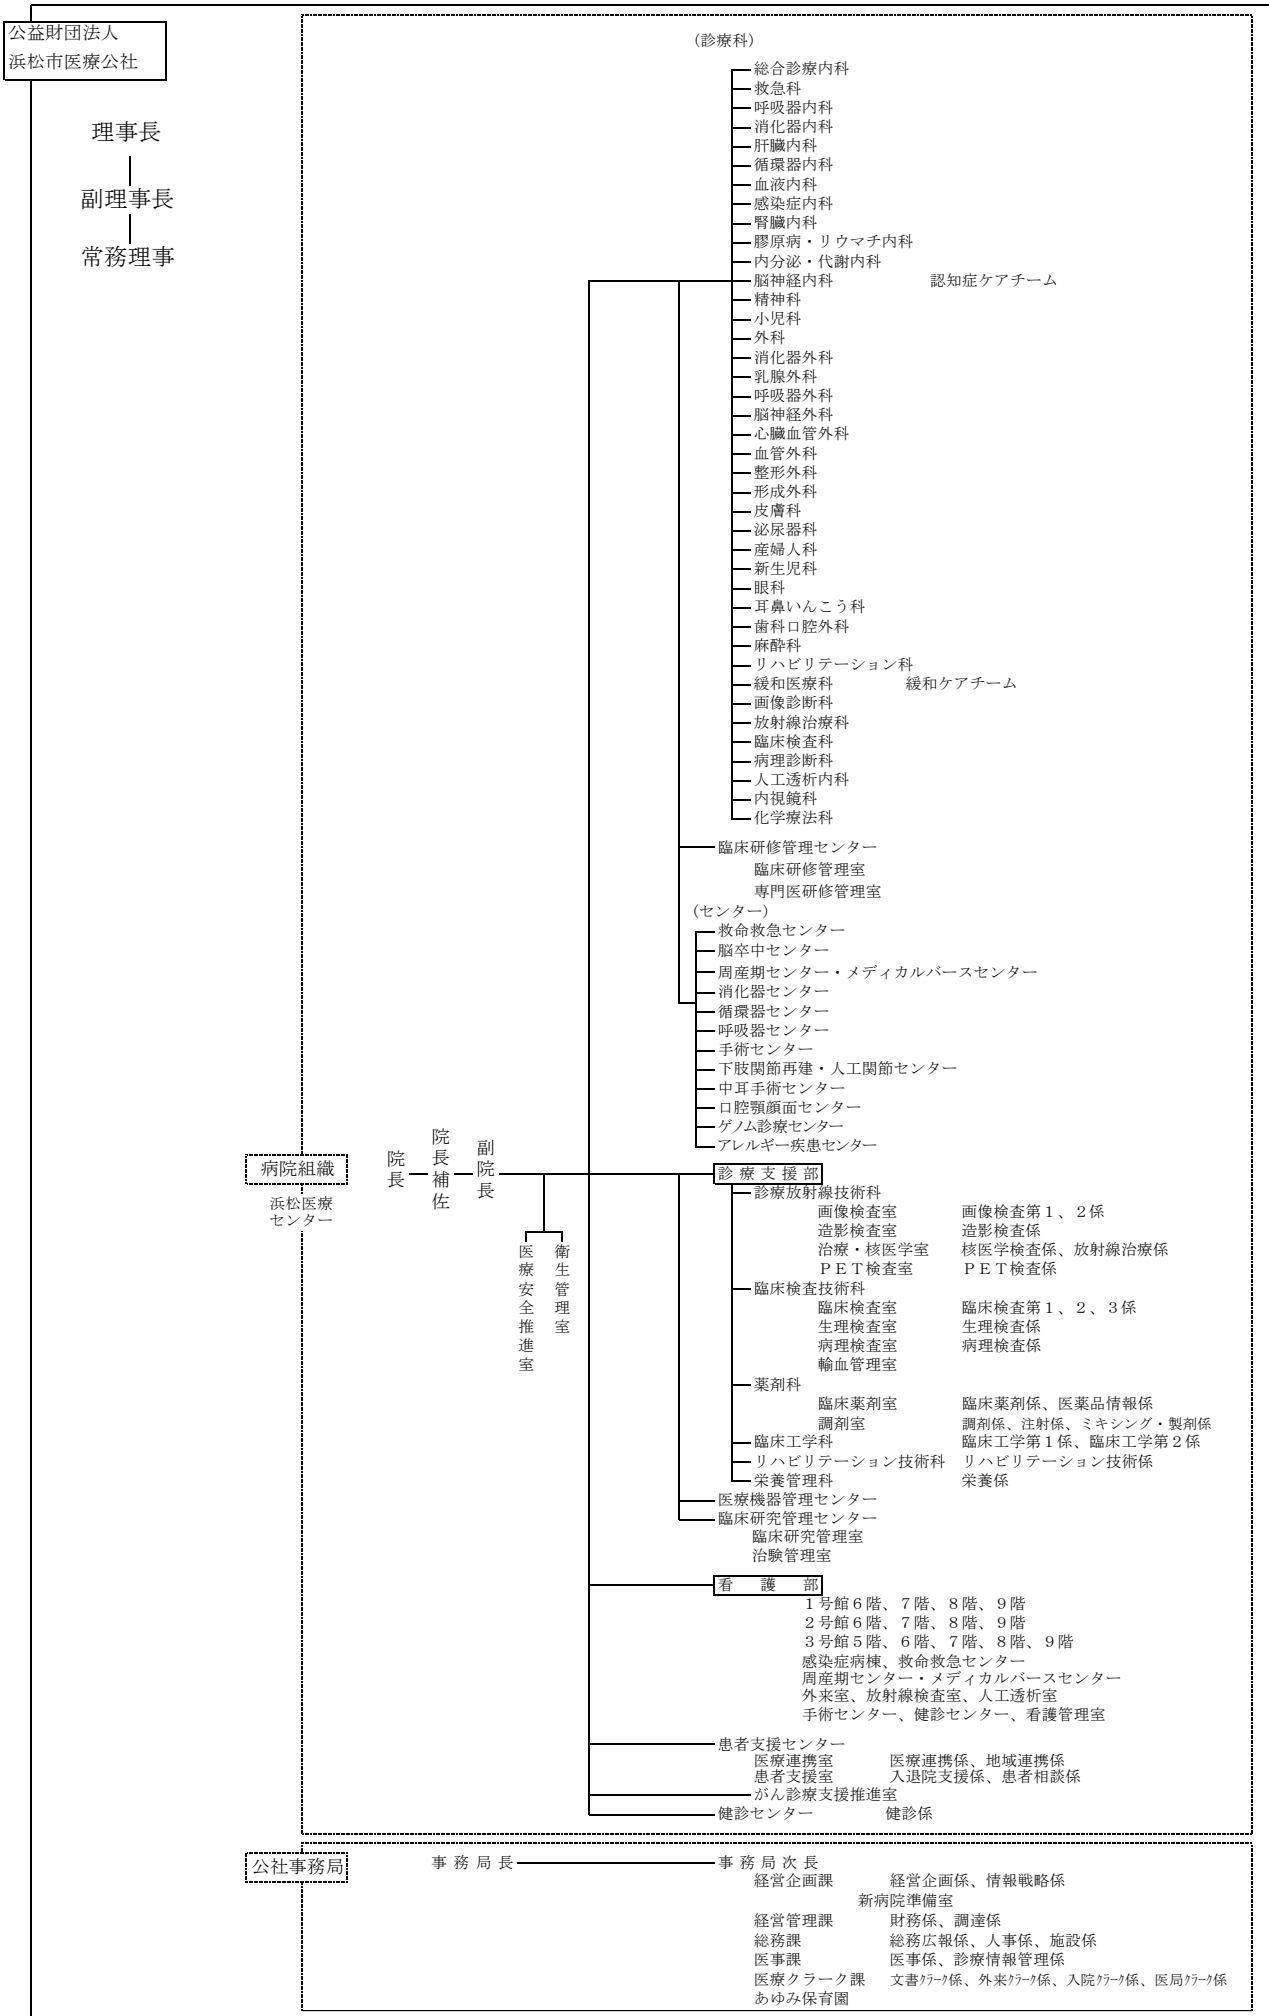 公益財団法人
浜松市医療公社
理事長
副理事長
常務理事
(診療科)
総合診療内科
救急科
呼吸器内科
消化器内科
肝臓内科
循環器内科
血液内科
感染症内科
腎臓内科
膠原病・リウマチ内科
内分泌・代謝内科
脳神経内科 認知症ケアチーム
精神科
小児科
外科
消化器外科
乳腺外科
呼吸器外科
脳神経外科
心臓血管外科
血管外科
整形外科
形成外科
皮膚科
泌尿器科
産婦人科
新生児科
眼科
耳鼻いんこう科
歯科口腔外科
麻酔科
リハビリテーション科
緩和医療科 緩和ケアチーム
画像診断科
放射線治療科
臨床検査科
病理診断科
人工透析内科
内視鏡科
化学療法科
臨床研修管理センター
臨床研修管理室
専門医研修管理室
(センター)
救命救急センター
脳卒中センター
周産期センター・メディカルバースセンター
消化器センター
循環器センター
呼吸器センター
手術センター
下肢関節再建・人工関節センター
中耳手術センター
口腔顎顔面センター
ゲノム診療センター
アレルギー疾患センター
病院組織
浜松医療
センター
院長
院長補佐
副院長
医療安全推進室
衛生管理室
診療支援部
診療放射線技術科
画像検査室 画像検査第1、2係
造影検査室 造影検査係
治療・核医学室 核医学検査係、放射線治療係
PET検査室 PET検査係
臨床検査技術科
臨床検査室 臨床検査第1、2、3係
生理検査室 生理検査係
病理検査室 病理検査係
輸血管理室
薬剤科
臨床薬剤室 臨床薬剤係、医薬品情報係
調剤室 調剤係、注射係、ミキシング・製剤係
臨床工学科 臨床工学第1係、臨床工学第2係
リハビリテーション技術科 リハビリテーション技術係
栄養管理科 栄養係
医療機器管理センター
臨床研究管理センター
臨床研究管理室
治験管理室
看護部
1号館6階、7階、8階、9階
2号館6階、7階、8階、9階
3号館5階、6階、7階、8階、9階
感染症病棟、救命救急センター
周産期センター・メディカルバースセンター
外来室、放射線検査室、人工透析室
手術センター、健診センター、看護管理室
患者支援センター
医療連携室 医療連携係、地域連携係
患者支援室 入退院支援係、患者相談係
がん診療支援推進室
健診センター 健診係
公社事務局
事務局長 事務局次長
経営企画課 経営企画係、情報戦略係
新病院準備室
経営管理課 財務係、調達係
総務課 総務広報係、人事係、施設係
医事課 医事係、診療情報管理係
医療クラーク課 文書ｸﾗｰｸ係、外来ｸﾗｰｸ係、入院ｸﾗｰｸ係、医局ｸﾗｰｸ係
あゆみ保育園